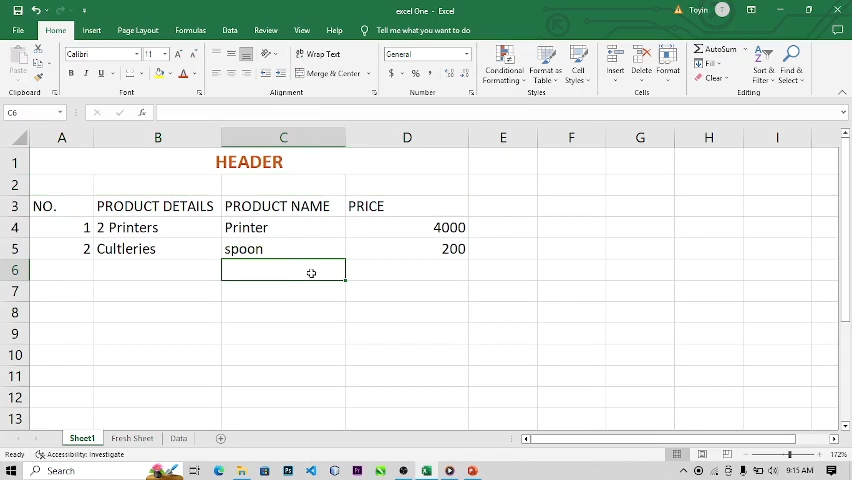 excel One - Excel
Toyin
T
File Home Insert Page Layout Formulas Data Review View Help Tell me what you want to do
Paste
Calibri 11 A A
B I U A
Wrap Text
Merge & Center
General
$ % ,
Conditional Formatting
Format as Table
Cell Styles
Insert Delete Format
AutoSum
Fill
Clear
Sort & Filter
Find & Select
Clipboard Font Alignment Number Styles Cells Editing
C6 fx
A B C D E F G H I
1 HEADER
2
3 NO. PRODUCT DETAILS PRODUCT NAME PRICE
4 1 2 Printers Printer 4000
5 2 Cultleries spoon 200
6
7
8
9
10
11
12
13
Sheet1 Fresh Sheet Data
Ready Accessibility: Investigate 172%
Search 9:15 AM